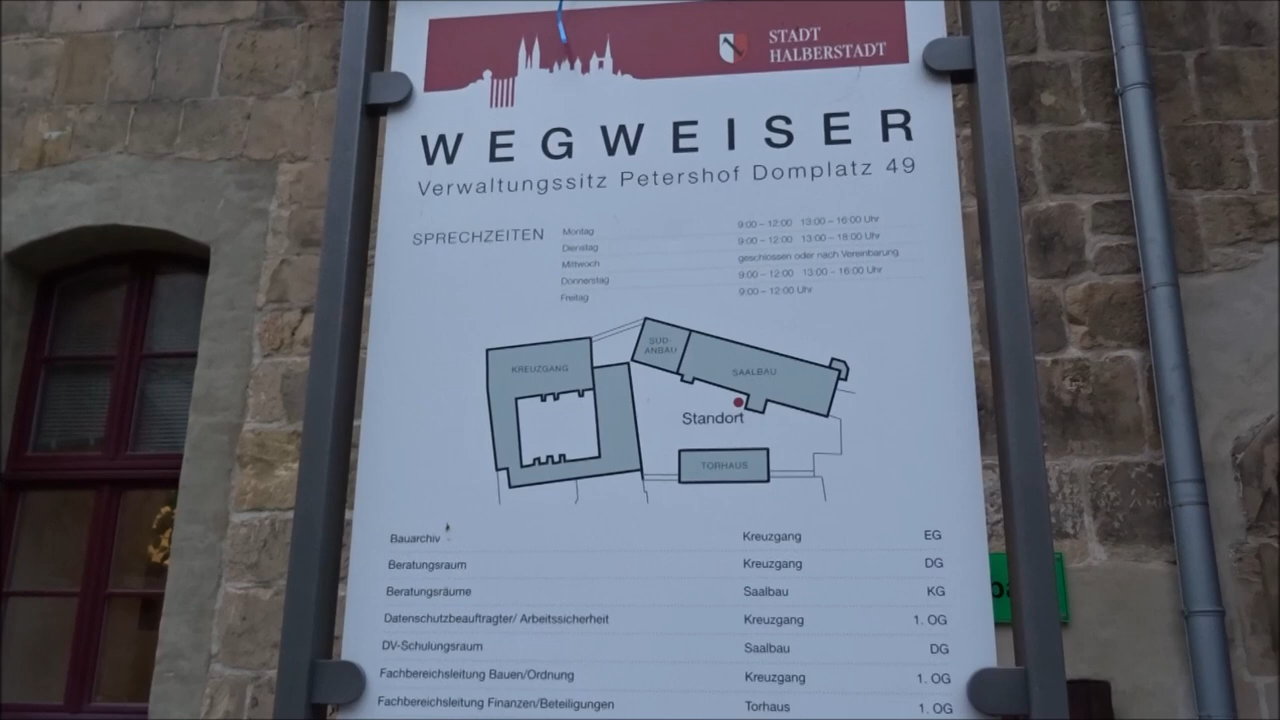 STADT
HALBERSTADT
WEGWEISER
Verwaltungssitz Petershof Domplatz 49
SPRECHZEITEN
Montag 9:00 – 12:00 13:00 – 16:00 Uhr
Dienstag 9:00 – 12:00 13:00 – 18:00 Uhr
Mittwoch geschlossen oder nach Vereinbarung
Donnerstag 9:00 – 12:00 13:00 – 16:00 Uhr
Freitag 9:00 – 12:00 Uhr
SÜD-
ANBAU
KREUZGANG
SAALBAU
Standort
TORHAUS
Bauarchiv Kreuzgang EG
Beratungsraum Kreuzgang DG
Beratungsräume Saalbau KG
Datenschutzbeauftragter/ Arbeitssicherheit Kreuzgang 1. OG
DV-Schulungsraum Saalbau DG
Fachbereichsleitung Bauen/Ordnung Kreuzgang 1. OG
Fachbereichsleitung Finanzen/Beteiligungen Torhaus 1. OG